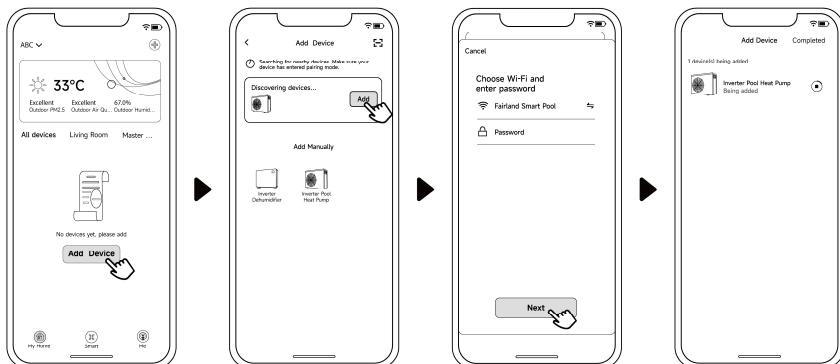 ABC
33°C
Excellent Excellent 67.0%
Outdoor PM2.5 Outdoor Air Qu... Outdoor Humid...
All devices Living Room Master ...
No devices yet, please add
Add Device
My Home Smart Me
Add Device
Searching for nearby devices. Make sure your
device has entered pairing mode.
Discovering
devices...
Add
Add Manually
Inverter
Dehumidifier
Inverter Pool
Heat Pump
Cancel
Choose Wi-Fi and
enter password
Fairland Smart Pool
Password
Next
Add Device Completed
1 device(s) being added
Inverter Pool Heat Pump
Being added